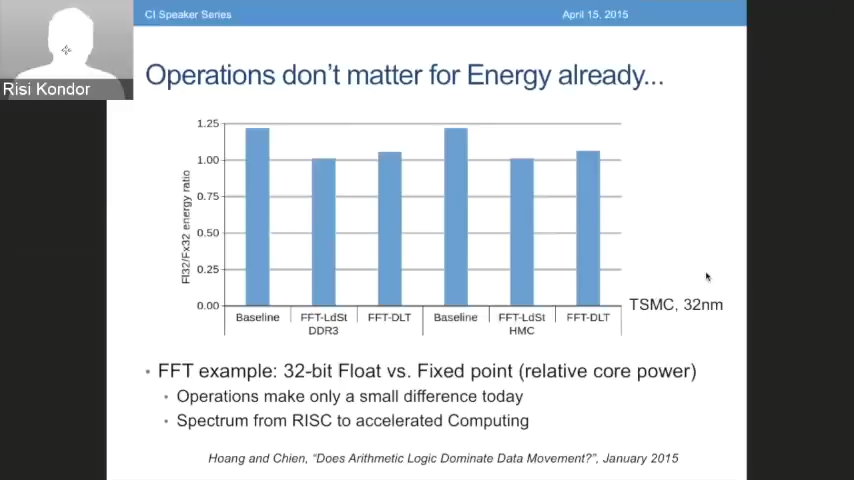 CI Speaker Series
April 15, 2015
Risi Kondor
Operations don't matter for Energy already...
Fl32/Fx32 energy ratio
1.25
1.00
0.75
0.50
0.25
0.00
Baseline FFT-LdSt FFT-DLT Baseline FFT-LdSt FFT-DLT
DDR3 HMC
TSMC, 32nm
• FFT example: 32-bit Float vs. Fixed point (relative core power)
• Operations make only a small difference today
• Spectrum from RISC to accelerated Computing
Hoang and Chien, “Does Arithmetic Logic Dominate Data Movement?”, January 2015